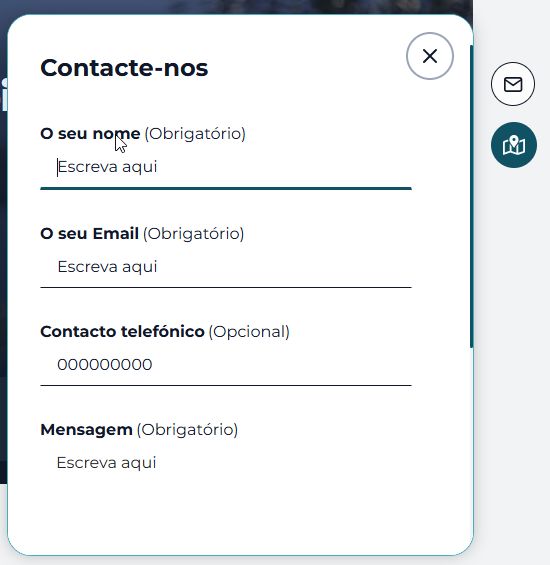 Contacte-nos
O seu nome (Obrigatório)
Escreva aqui
O seu Email (Obrigatório)
Escreva aqui
Contacto telefónico (Opcional)
000000000
Mensagem (Obrigatório)
Escreva aqui